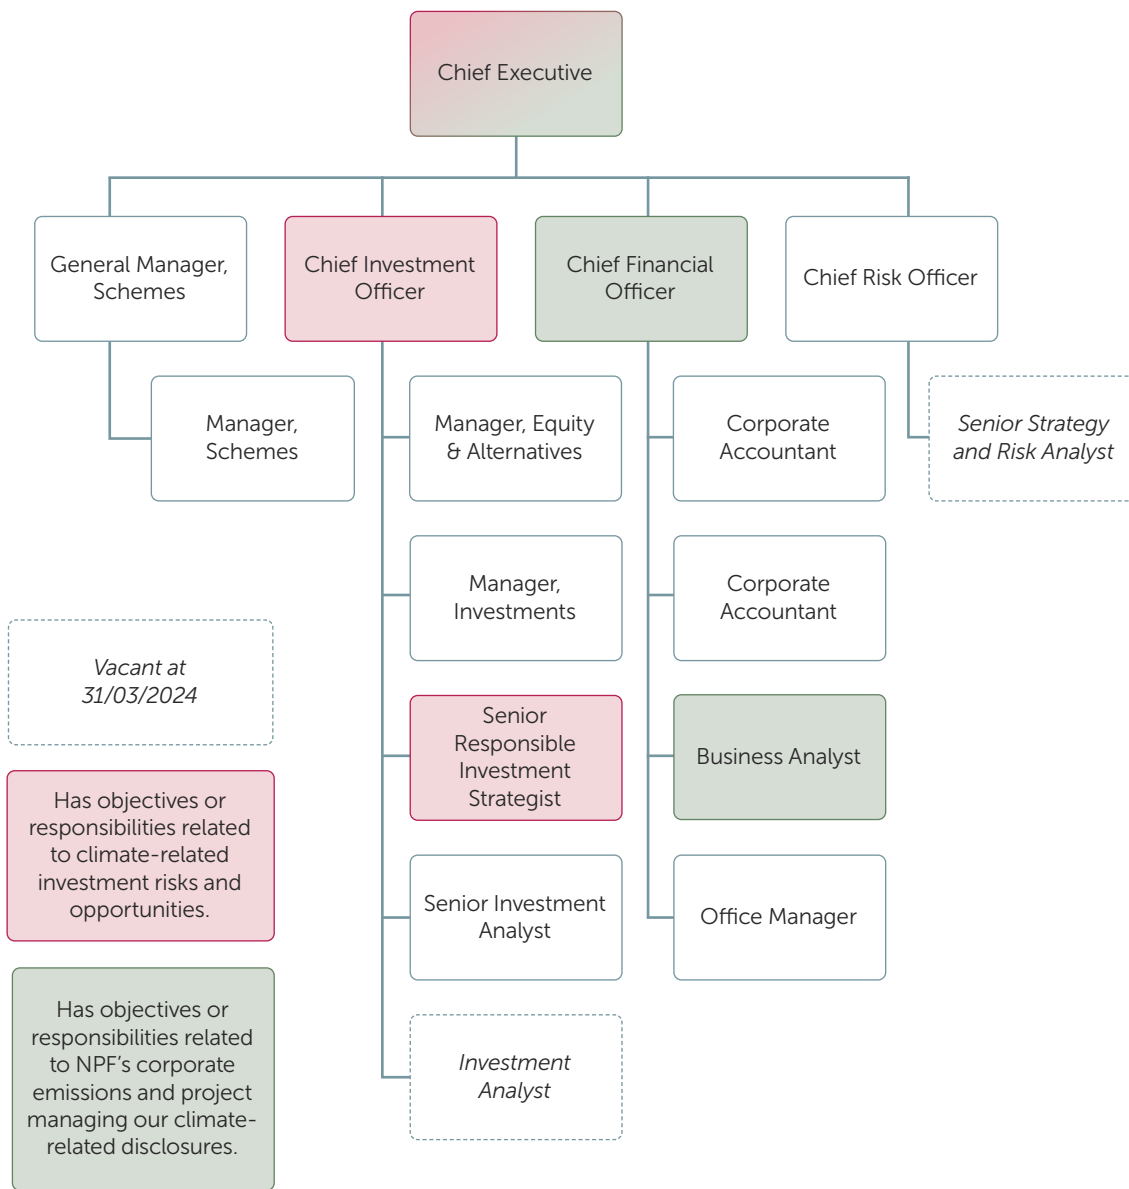 Chief Executive
General Manager,
Schemes
Chief Investment
Officer
Chief Financial
Officer
Chief Risk Officer
Manager,
Schemes
Manager, Equity
& Alternatives
Corporate
Accountant
Senior Strategy
and Risk Analyst
Manager,
Investments
Corporate
Accountant
Vacant at
31/03/2024
Senior
Responsible
Investment
Strategist
Business Analyst
Has objectives or
responsibilities related
to climate-related
investment risks and
opportunities.
Senior Investment
Analyst
Office Manager
Has objectives or
responsibilities related
to NPF's corporate
emissions and project
managing our climate-
related disclosures.
Investment
Analyst